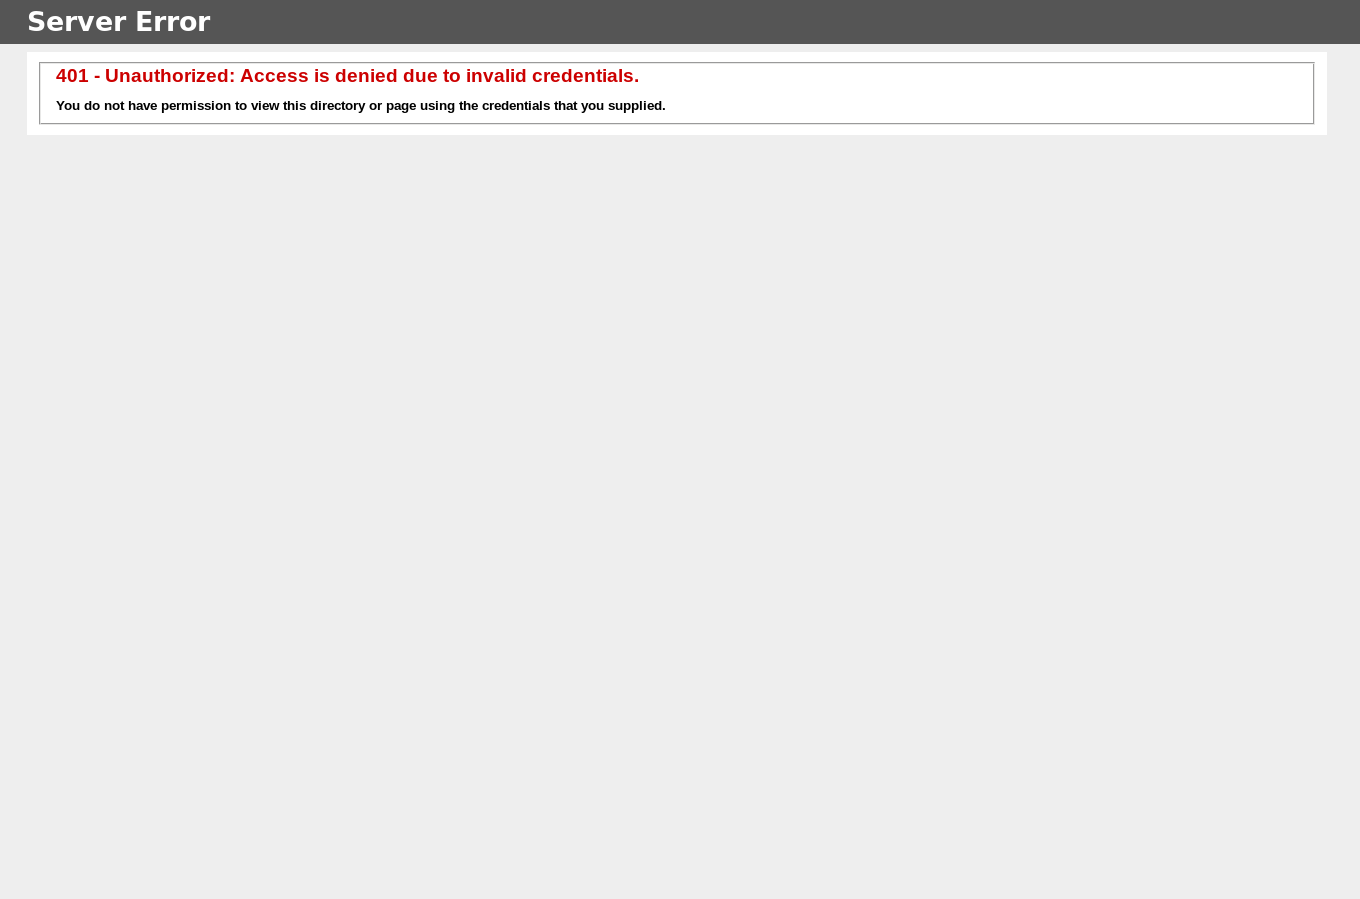 Server Error
401 - Unauthorized: Access is denied due to invalid credentials.
You do not have permission to view this directory or page using the credentials that you supplied.